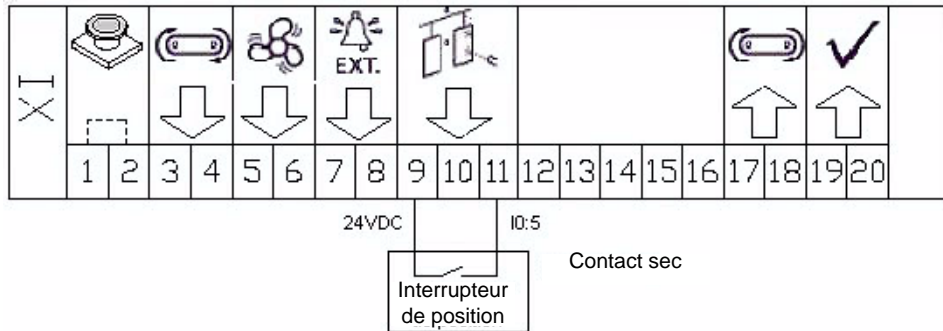 XI
EXT.
1 2 3 4 5 6 7 8 9 10 11 12 13 14 15 16 17 18 19 20
24VDC I0:5
Contact sec
Interrupteur
de position